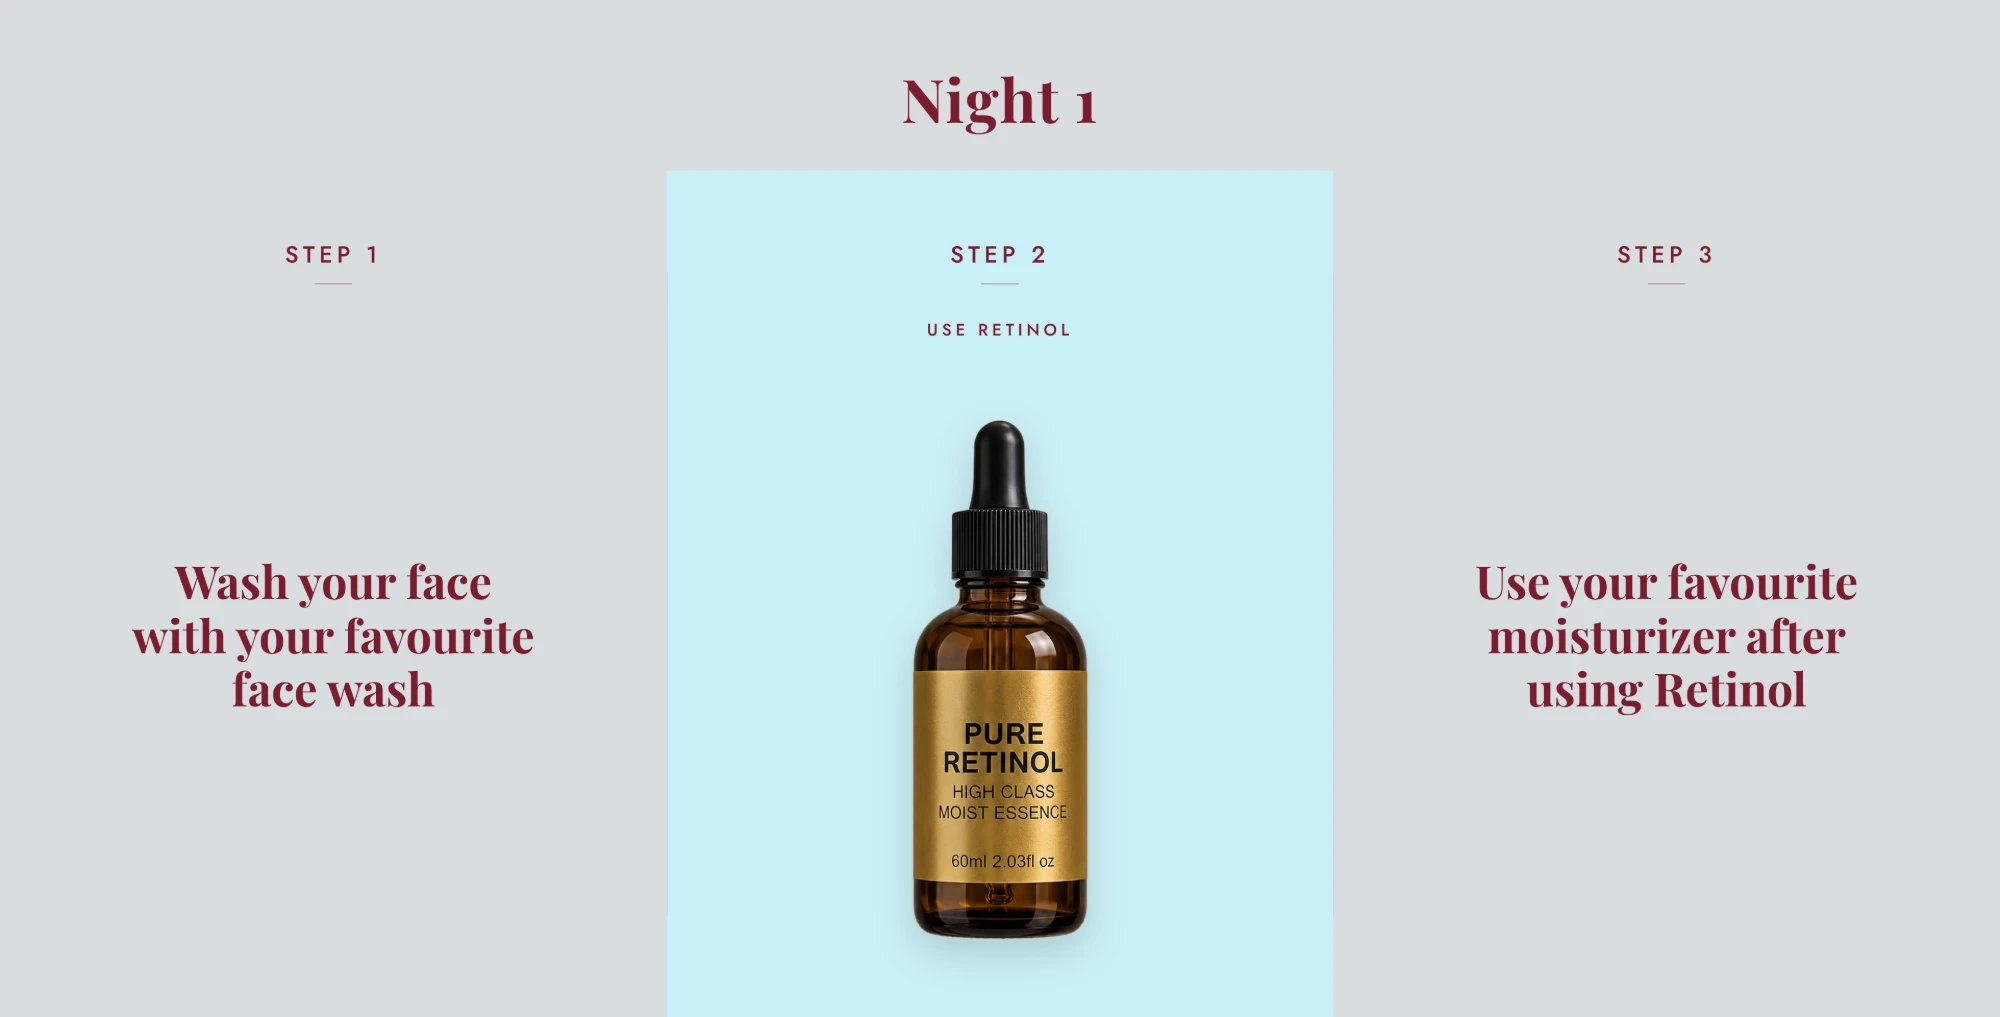 Night 1
STEP 1
Wash your face
with your favourite
face wash
STEP 2
USE RETINOL
PURE
RETINOL
HIGH CLASS
MOIST ESSENCE
60ml 2.03fl oz
STEP 3
Use your favourite
moisturizer after
using Retinol